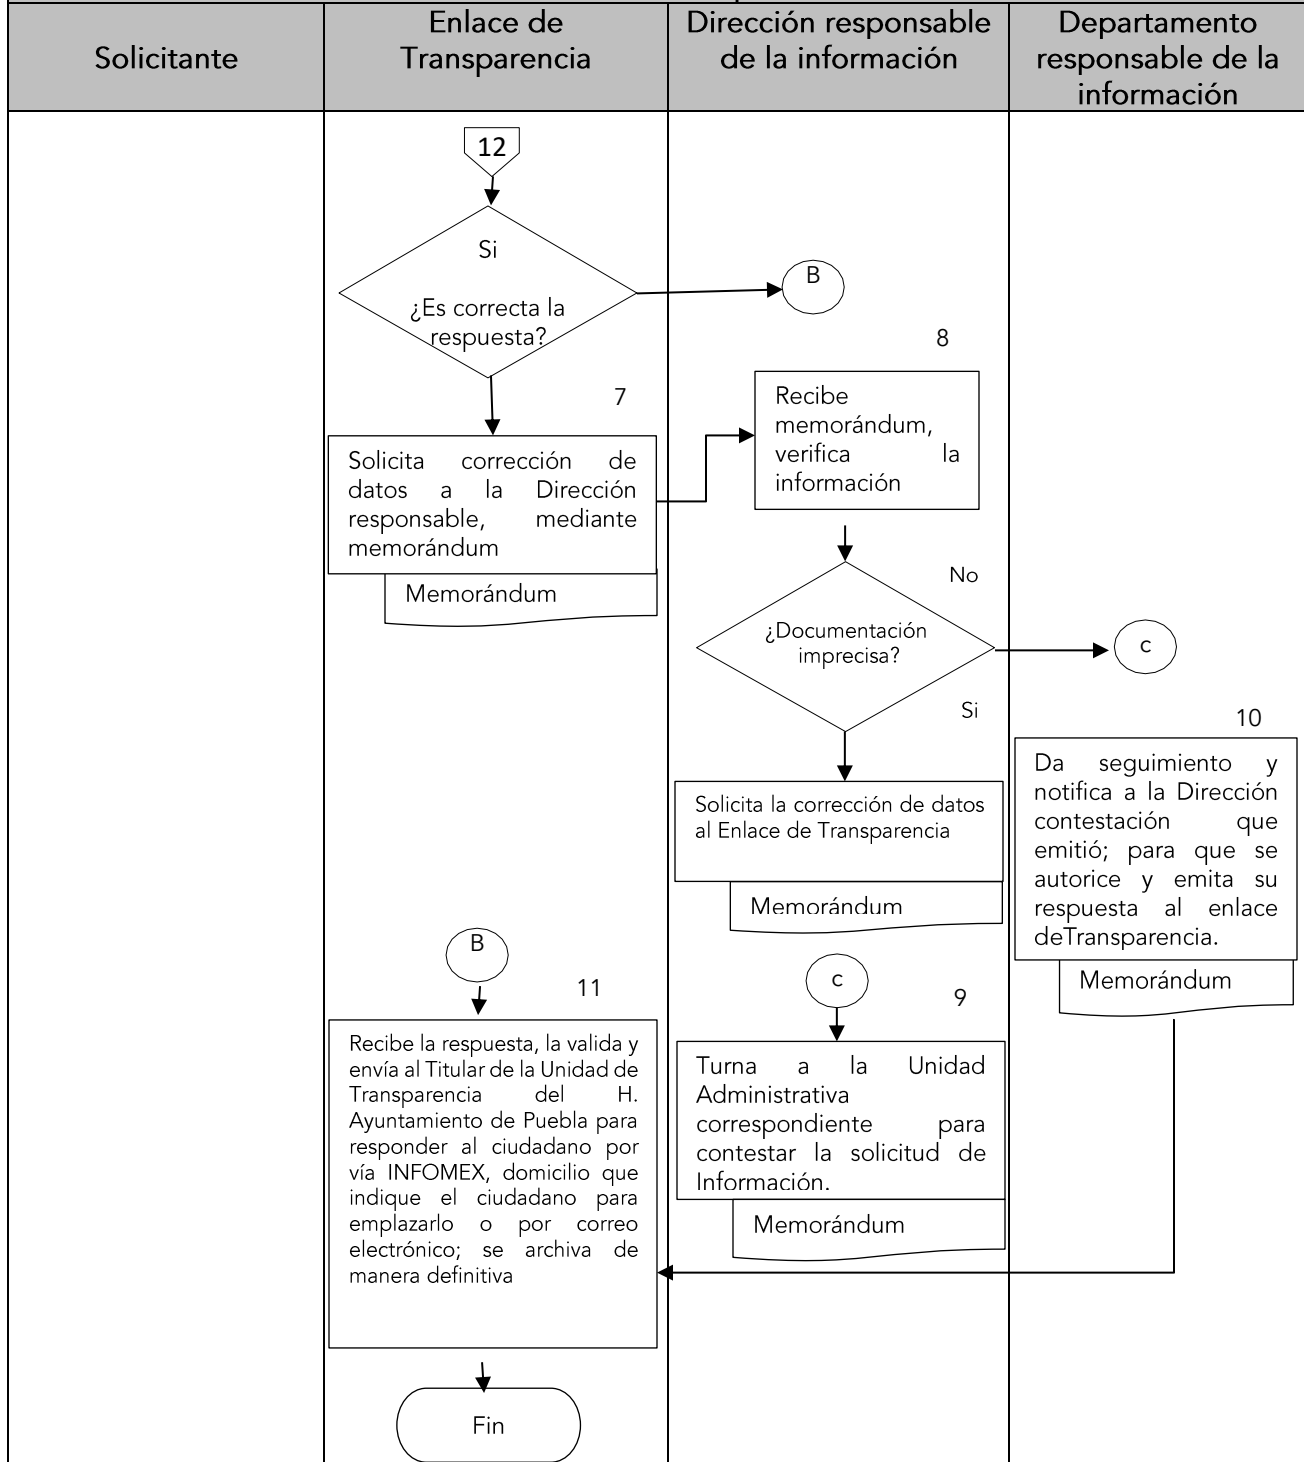 Solicitante
Enlace de
Transparencia
Dirección responsable
de la información
Departamento
responsable de la
información
12
Si
¿Es correcta la
respuesta?
B
7
Solicita corrección de
datos a la Dirección
responsable, mediante
memorándum
Memorándum
8
Recibe
memorándum,
verifica la
información
No
¿Documentación
imprecisa?
c
Si
Solicita la corrección de datos
al Enlace de Transparencia
Memorándum
10
Da seguimiento y
notifica a la Dirección
contestación que
emitió; para que se
autorice y emita su
respuesta al enlace
deTransparencia.
Memorándum
c
9
Turna a la Unidad
Administrativa
correspondiente para
contestar la solicitud de
Información.
Memorándum
B
11
Recibe la respuesta, la valida y
envía al Titular de la Unidad de
Transparencia del H.
Ayuntamiento de Puebla para
responder al ciudadano por
vía INFOMEX, domicilio que
indique el ciudadano para
emplazarlo o por correo
electrónico; se archiva de
manera definitiva
Fin